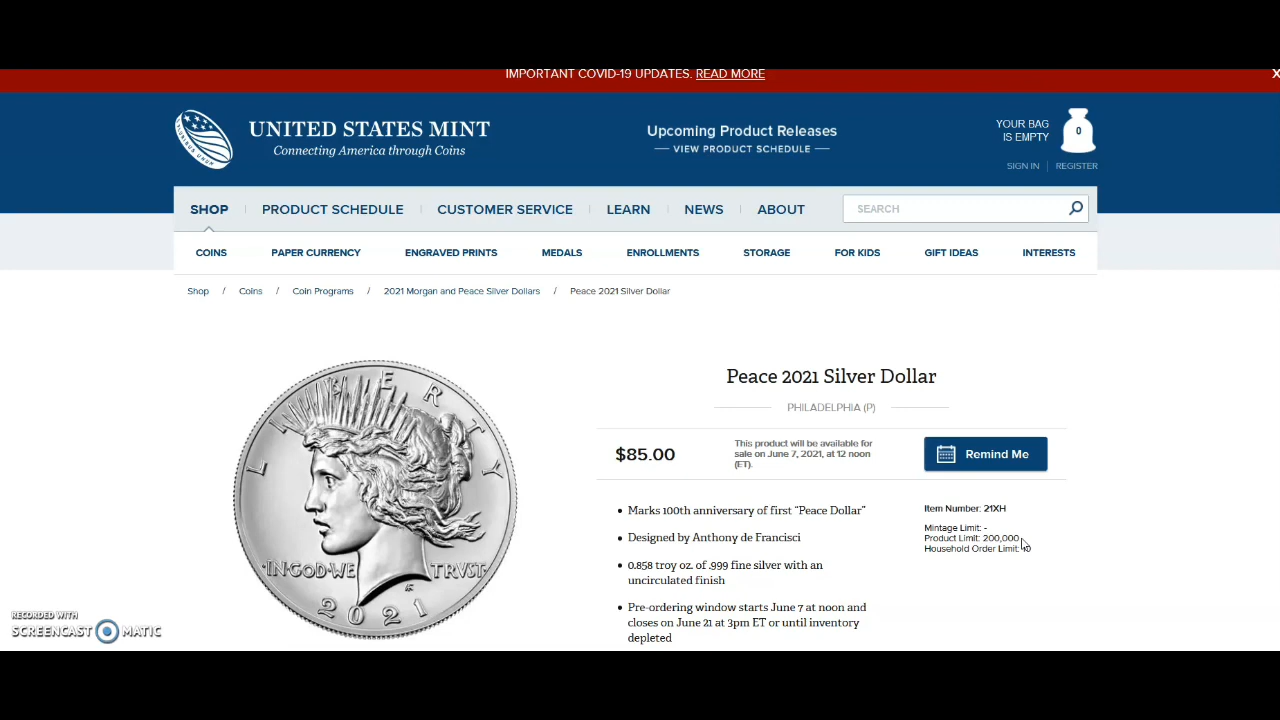 IMPORTANT COVID-19 UPDATES. READ MORE
X
PLURIBUS UNUM
UNITED STATES MINT
Connecting America through Coins
Upcoming Product Releases
VIEW PRODUCT SCHEDULE
YOUR BAG
IS EMPTY
0
SIGN IN
REGISTER
SHOP
PRODUCT SCHEDULE
CUSTOMER SERVICE
LEARN
NEWS
ABOUT
SEARCH
COINS
PAPER CURRENCY
ENGRAVED PRINTS
MEDALS
ENROLLMENTS
STORAGE
FOR KIDS
GIFT IDEAS
INTERESTS
Shop / Coins / Coin Programs / 2021 Morgan and Peace Silver Dollars / Peace 2021 Silver Dollar
LIBERTY
IN·GOD·WE TRVST
2021
Peace 2021 Silver Dollar
PHILADELPHIA (P)
$85.00
This product will be available for
sale on June 7, 2021, at 12 noon
(ET).
Remind Me
Marks 100th anniversary of first "Peace Dollar"
Designed by Anthony de Francisci
0.858 troy oz. of .999 fine silver with an
uncirculated finish
Pre-ordering window starts June 7 at noon and
closes on June 21 at 3pm ET or until inventory
depleted
Item Number: 21XH
Mintage Limit: -
Product Limit: 200,000
Household Order Limit:
RECORDED WITH
SCREENCAST MATIC